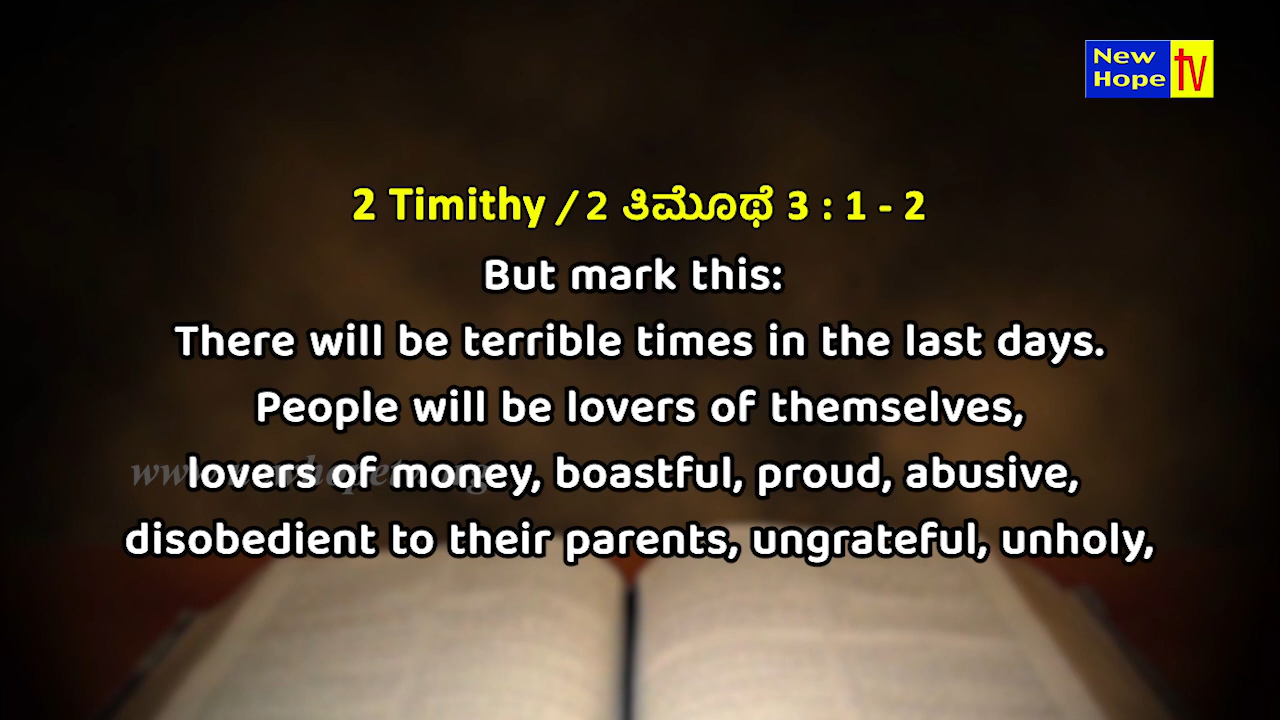 New
Hope tv
2 Timithy / 2 ತಿಮೊಥೆ 3 : 1 - 2
But mark this:
There will be terrible times in the last days.
People will be lovers of themselves,
lovers of money, boastful, proud, abusive,
disobedient to their parents, ungrateful, unholy,